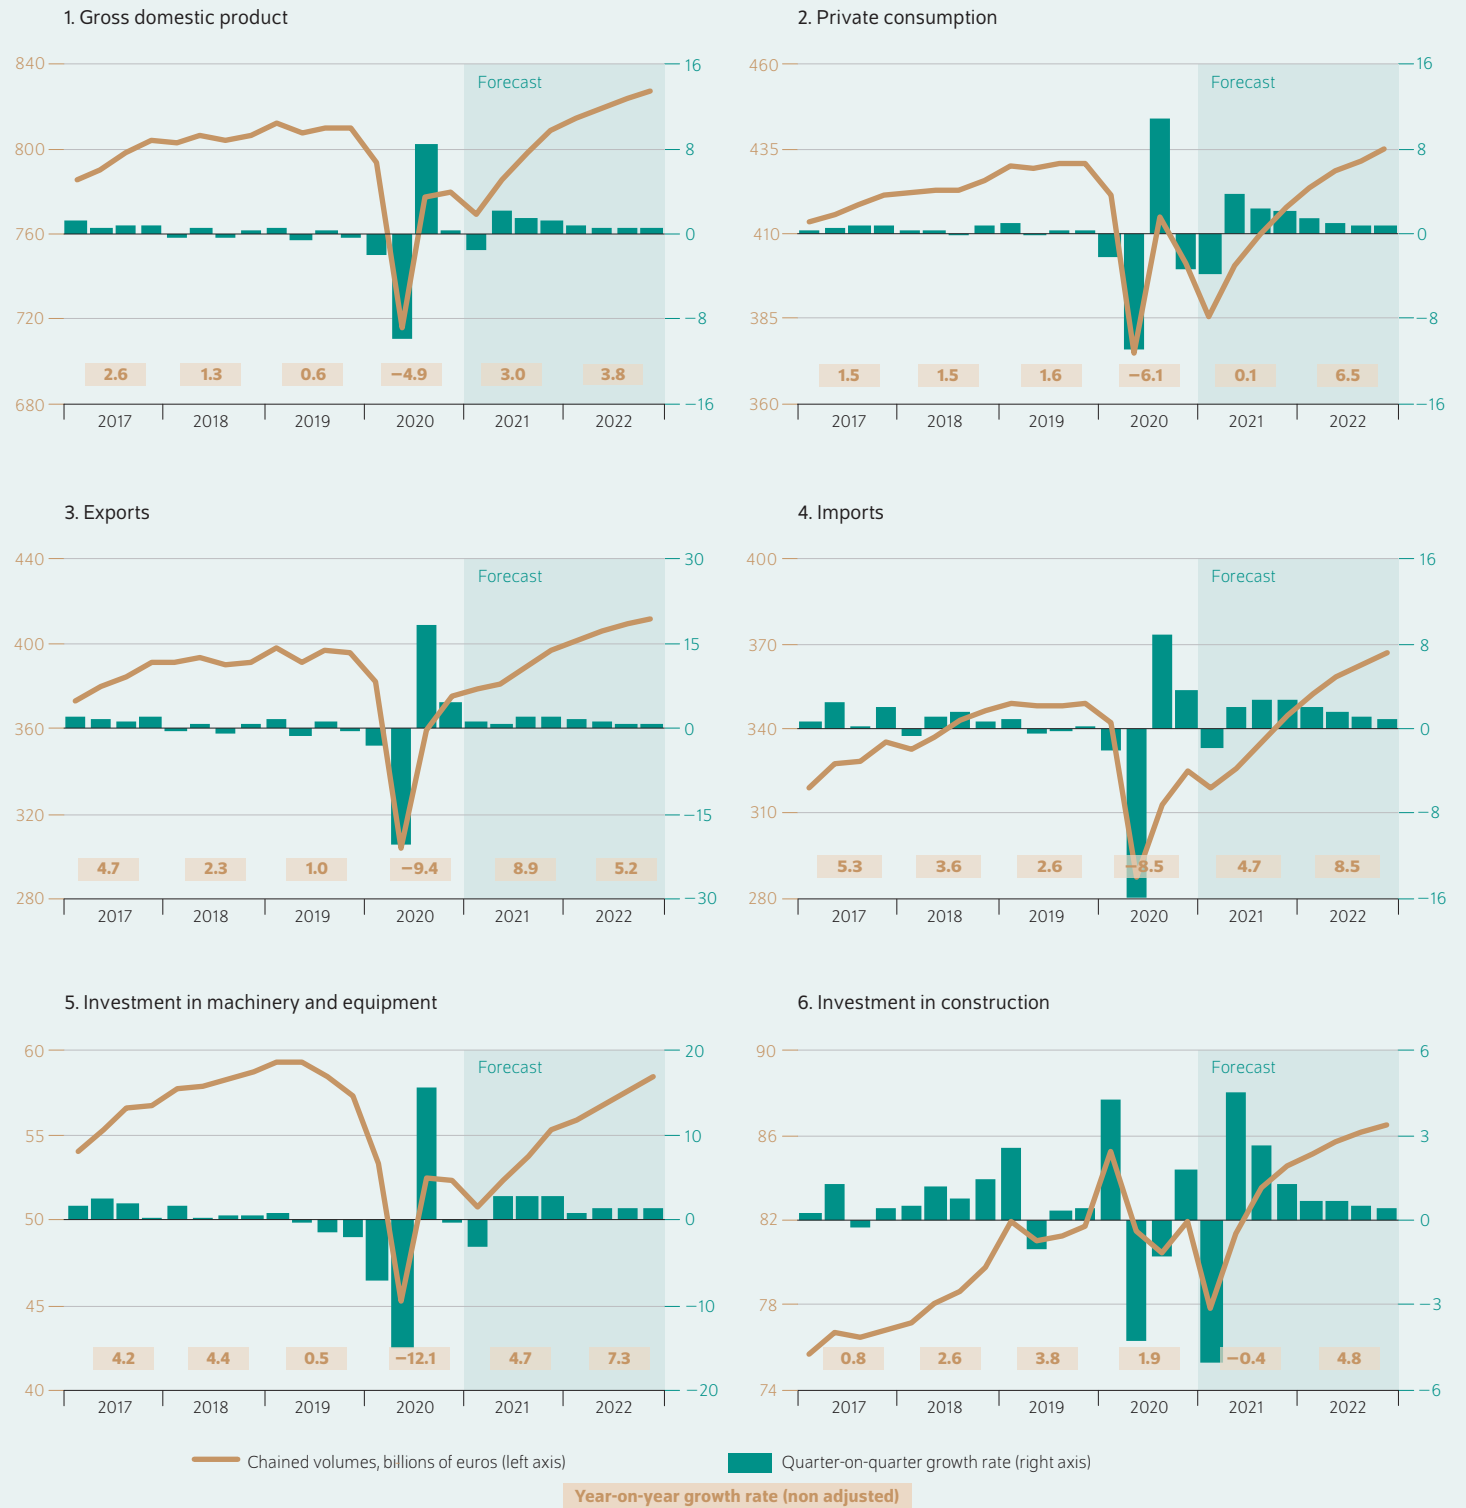 1. Gross domestic product
840
800
760
720
680
16
8
0
−8
−16
Forecast
2.6 1.3 0.6 −4.9 3.0 3.8
2017 2018 2019 2020 2021 2022
2. Private consumption
460
435
410
385
360
16
8
0
−8
−16
Forecast
1.5 1.5 1.6 −6.1 0.1 6.5
2017 2018 2019 2020 2021 2022
3. Exports
440
400
360
320
280
30
15
0
−15
−30
Forecast
4.7 2.3 1.0 −9.4 8.9 5.2
2017 2018 2019 2020 2021 2022
4. Imports
400
370
340
310
280
16
8
0
−8
−16
Forecast
5.3 3.6 2.6 −8.5 4.7 8.5
2017 2018 2019 2020 2021 2022
5. Investment in machinery and equipment
60
55
50
45
40
20
10
0
−10
−20
Forecast
4.2 4.4 0.5 −12.1 4.7 7.3
2017 2018 2019 2020 2021 2022
6. Investment in construction
90
86
82
78
74
6
3
0
−3
−6
Forecast
0.8 2.6 3.8 1.9 −0.4 4.8
2017 2018 2019 2020 2021 2022
Chained volumes, billions of euros (left axis)
Quarter-on-quarter growth rate (right axis)
Year-on-year growth rate (non adjusted)